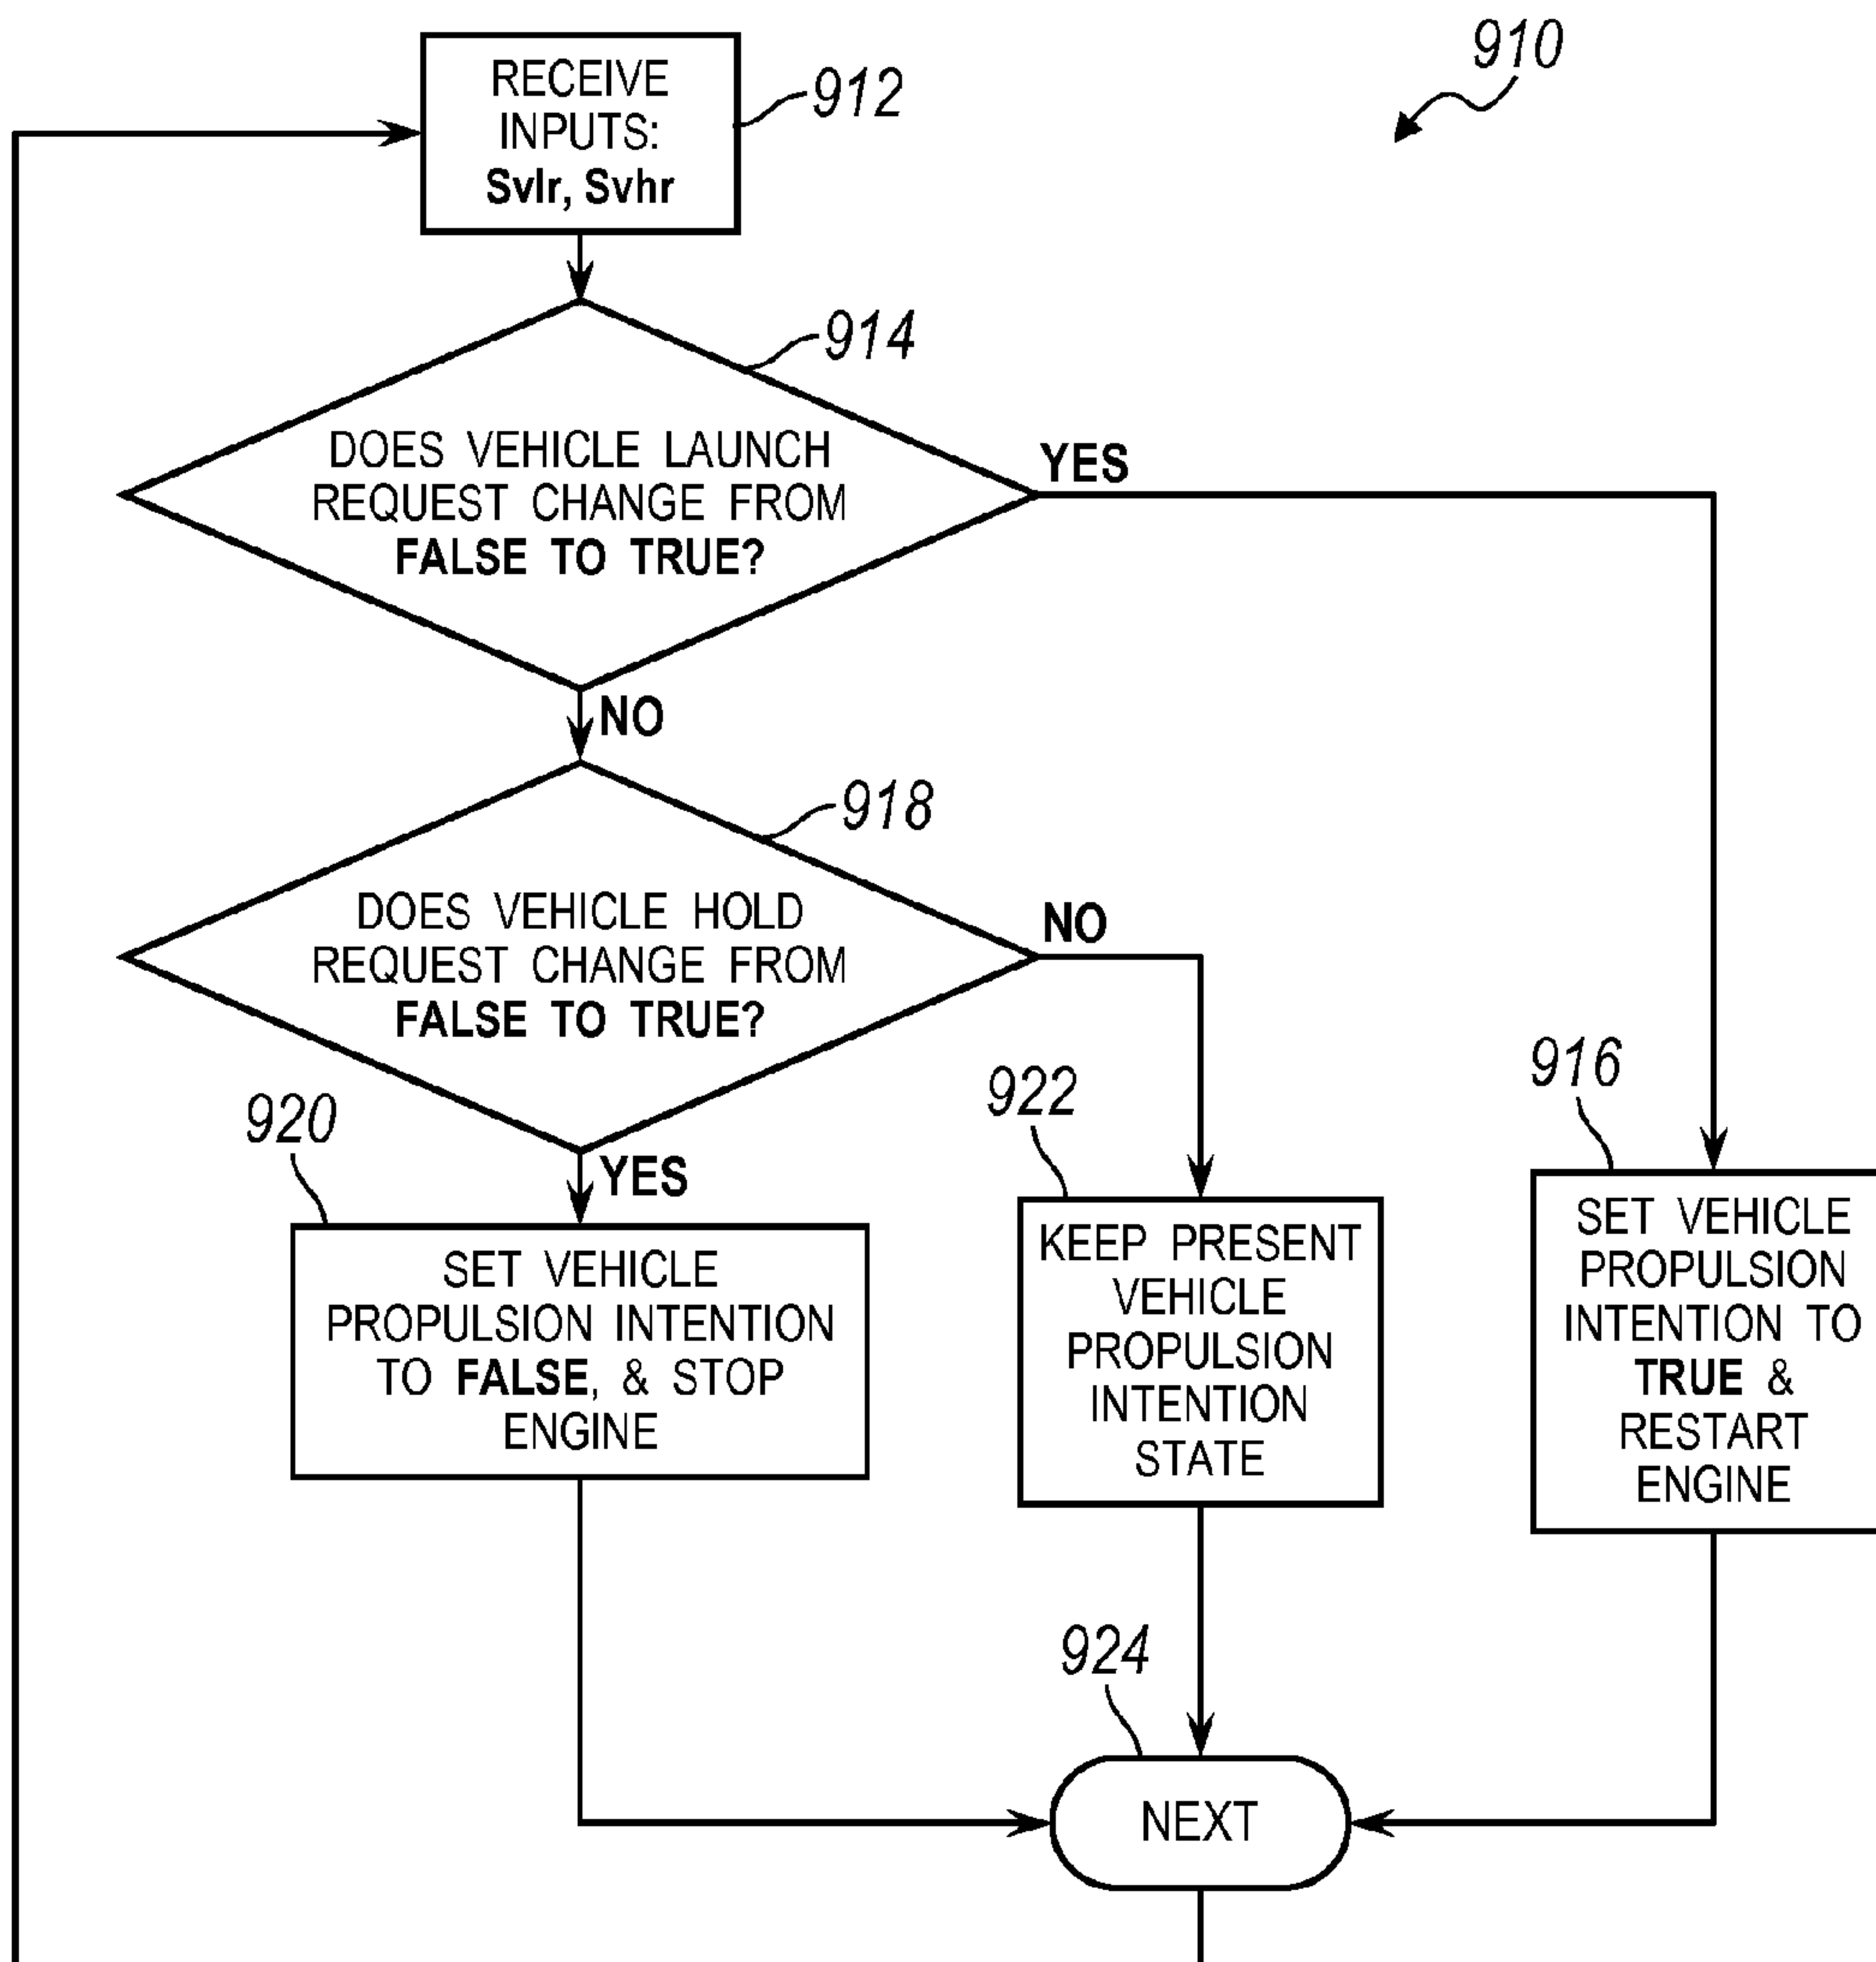 910
RECEIVE
INPUTS:
Svlr, Svhr
912
914
DOES VEHICLE LAUNCH
REQUEST CHANGE FROM
FALSE TO TRUE?
YES
NO
918
DOES VEHICLE HOLD
REQUEST CHANGE FROM
FALSE TO TRUE?
NO
YES
920
SET VEHICLE
PROPULSION INTENTION
TO FALSE, & STOP
ENGINE
922
KEEP PRESENT
VEHICLE
PROPULSION
INTENTION
STATE
916
SET VEHICLE
PROPULSION
INTENTION TO
TRUE &
RESTART
ENGINE
924
NEXT